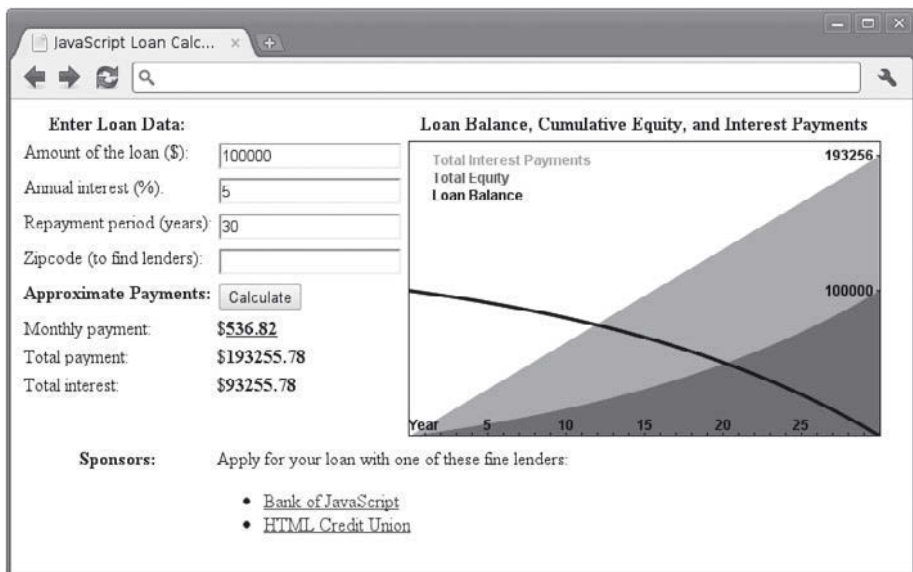 JavaScript Loan Calc...
Enter Loan Data:
Amount of the loan ($):
100000
Annual interest (%).
5
Repayment period (years):
30
Zipcode (to find lenders):
Approximate Payments:
Calculate
Monthly payment:
$536.82
Total payment:
$193255.78
Total interest:
$93255.78
Loan Balance, Cumulative Equity, and Interest Payments
Total Interest Payments
Total Equity
Loan Balance
193256
100000
Year 5 10 15 20 25
Sponsors:
Apply for your loan with one of these fine lenders:
• Bank of JavaScript
• HTML Credit Union